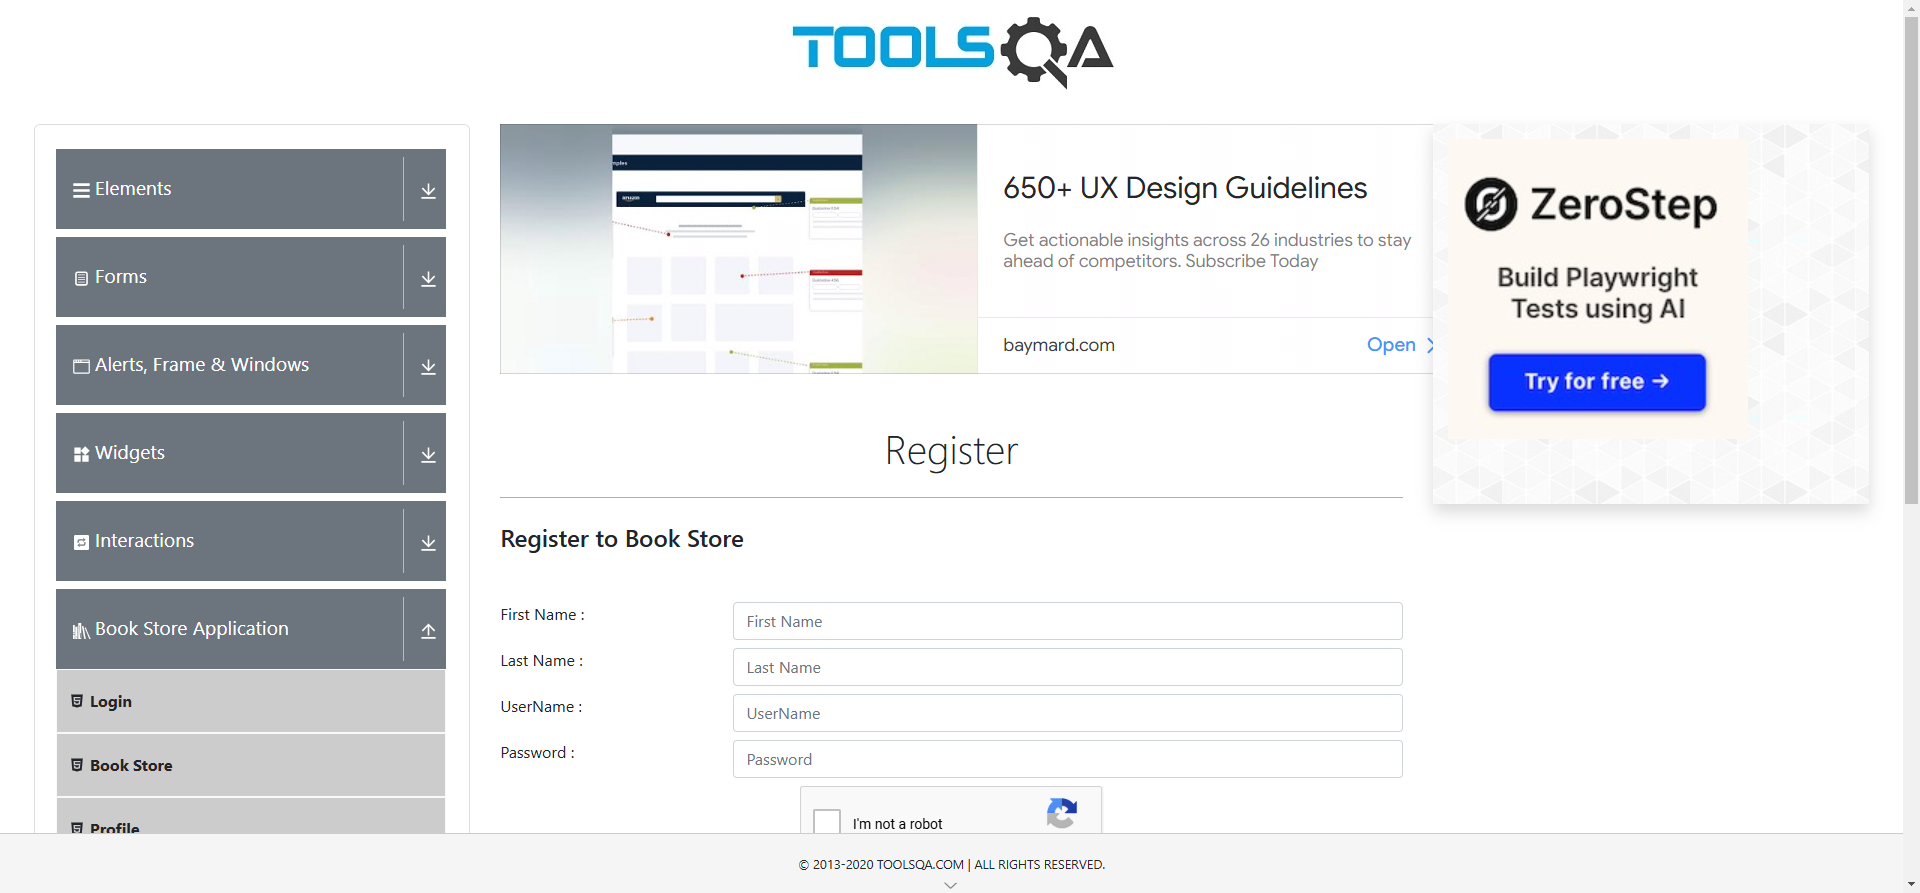 TOOLSQA
Elements
Forms
Alerts, Frame & Windows
Widgets
Interactions
Book Store Application
Login
Book Store
Profile
650+ UX Design Guidelines
Get actionable insights across 26 industries to stay
ahead of competitors. Subscribe Today
baymard.com
Open
ZeroStep
Build Playwright
Tests using AI
Try for free →
Register
Register to Book Store
First Name :
First Name
Last Name :
Last Name
UserName :
UserName
Password :
Password
I'm not a robot
© 2013-2020 TOOLSQA.COM | ALL RIGHTS RESERVED.